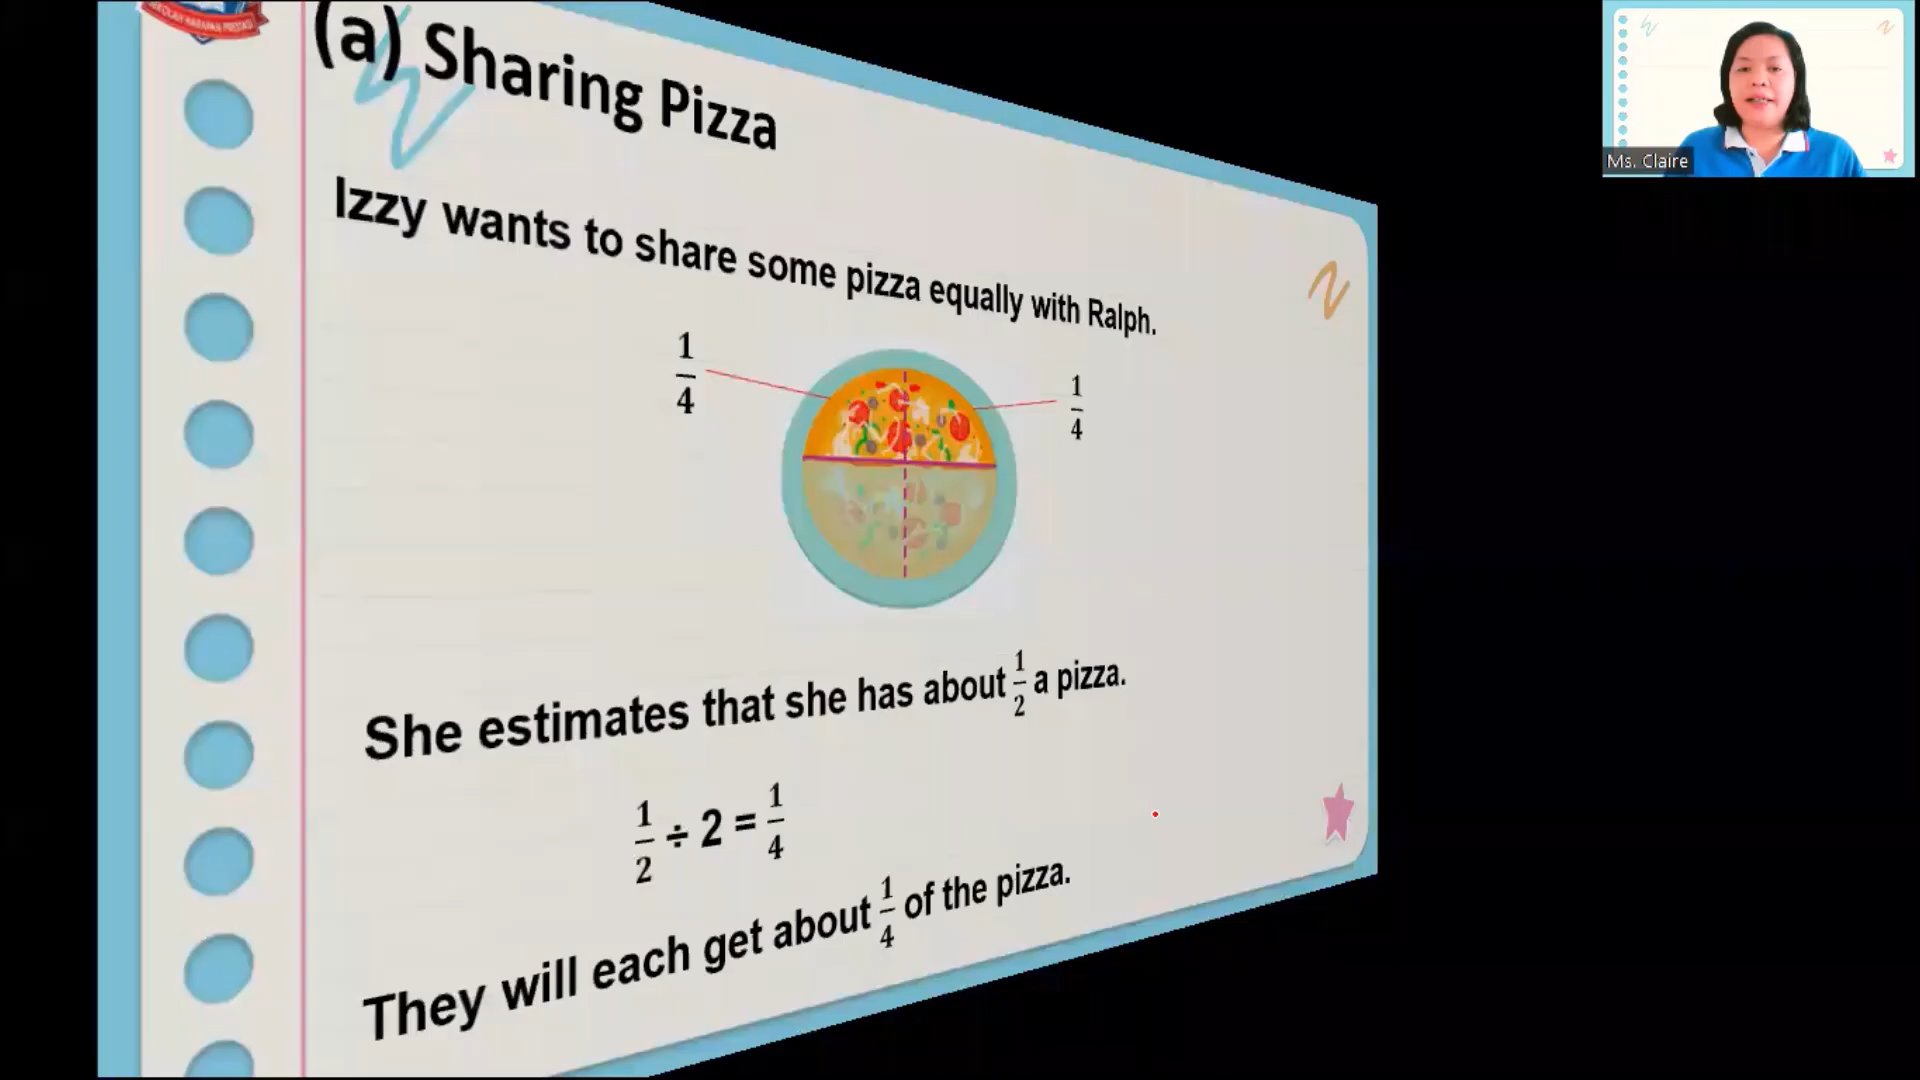 (a) Sharing Pizza
Izzy wants to share some pizza equally with Ralph.
1/4
1/4
She estimates that she has about 1/2 a pizza.
1/2 ÷ 2 = 1/4
They will each get about 1/4 of the pizza.
Ms. Claire